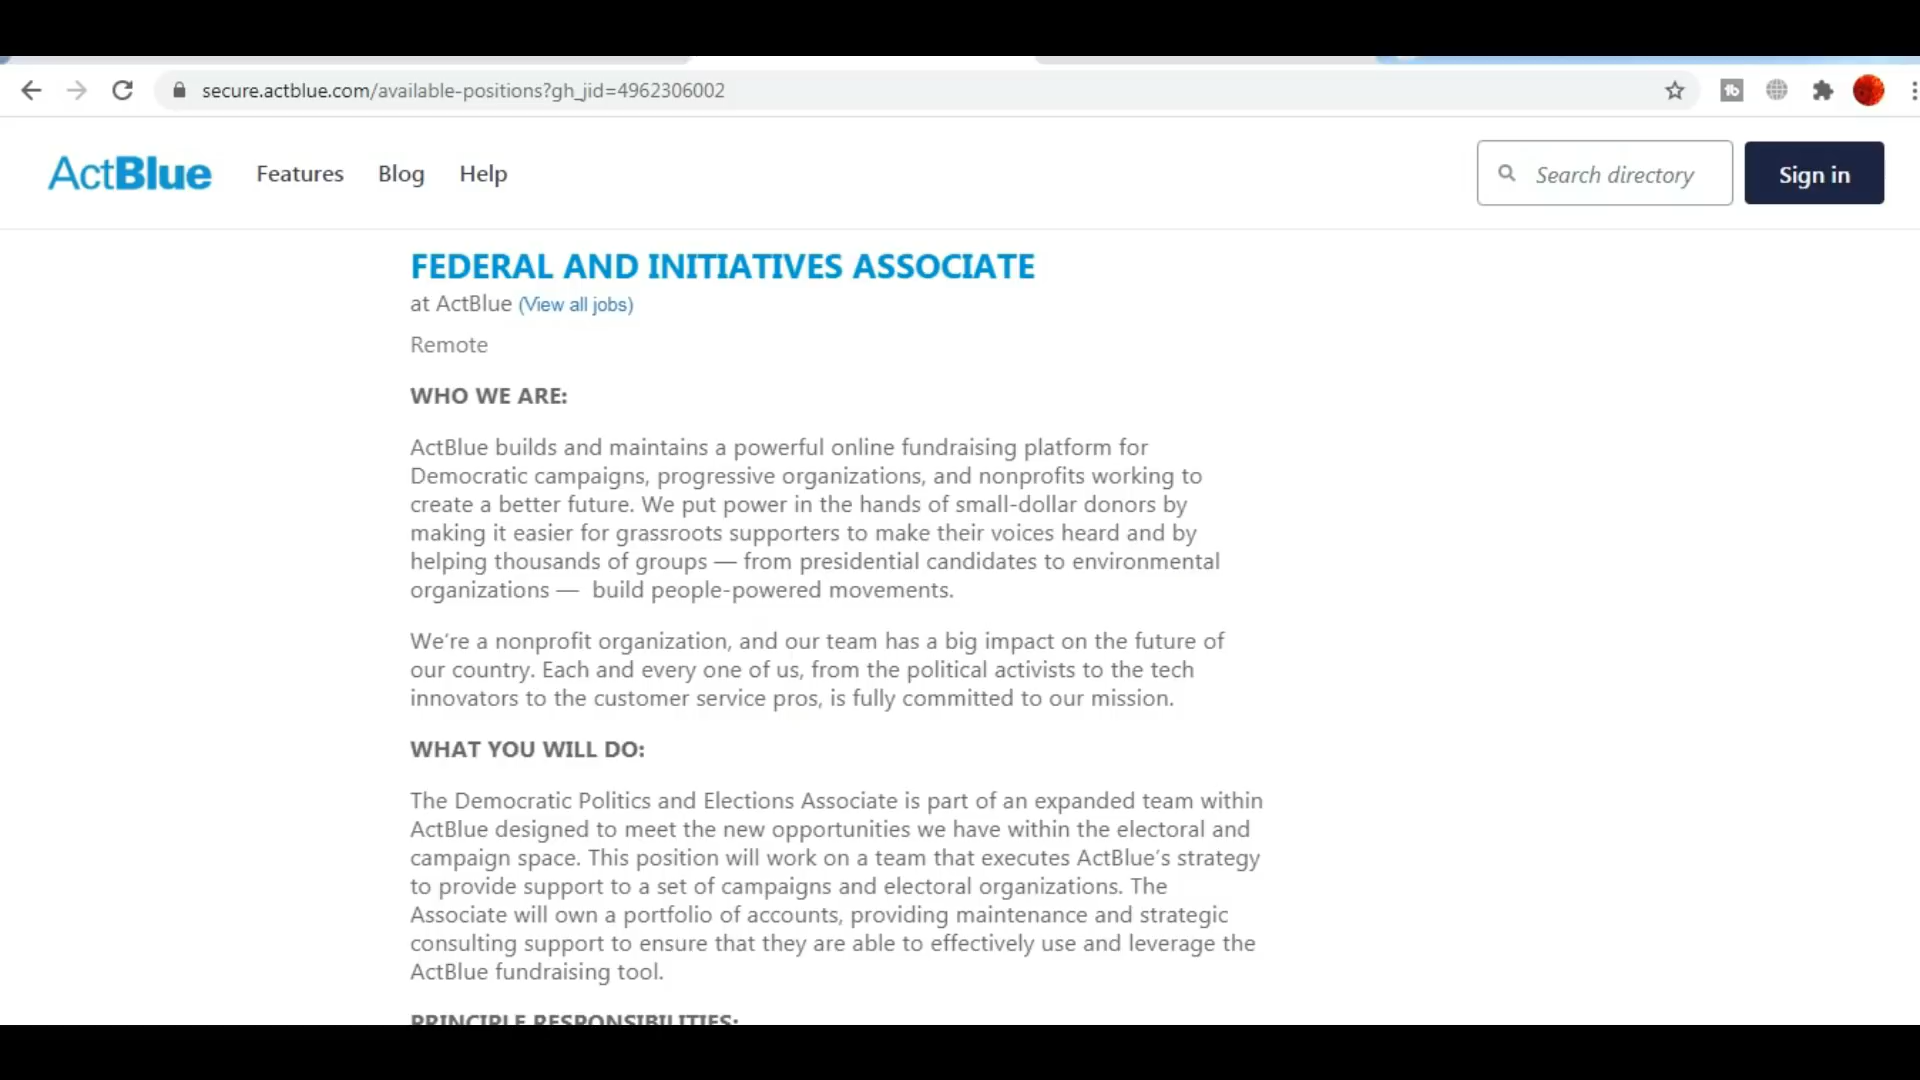 secure.actblue.com/available-positions?gh_jid=4962306002
ActBlue Features Blog Help Search directory Sign in
FEDERAL AND INITIATIVES ASSOCIATE
at ActBlue (View all jobs)
Remote
WHO WE ARE:
ActBlue builds and maintains a powerful online fundraising platform for
Democratic campaigns, progressive organizations, and nonprofits working to
create a better future. We put power in the hands of small-dollar donors by
making it easier for grassroots supporters to make their voices heard and by
helping thousands of groups — from presidential candidates to environmental
organizations — build people-powered movements.
We’re a nonprofit organization, and our team has a big impact on the future of
our country. Each and every one of us, from the political activists to the tech
innovators to the customer service pros, is fully committed to our mission.
WHAT YOU WILL DO:
The Democratic Politics and Elections Associate is part of an expanded team within
ActBlue designed to meet the new opportunities we have within the electoral and
campaign space. This position will work on a team that executes ActBlue’s strategy
to provide support to a set of campaigns and electoral organizations. The
Associate will own a portfolio of accounts, providing maintenance and strategic
consulting support to ensure that they are able to effectively use and leverage the
ActBlue fundraising tool.
PRINCIPLE RESPONSIBILITIES: